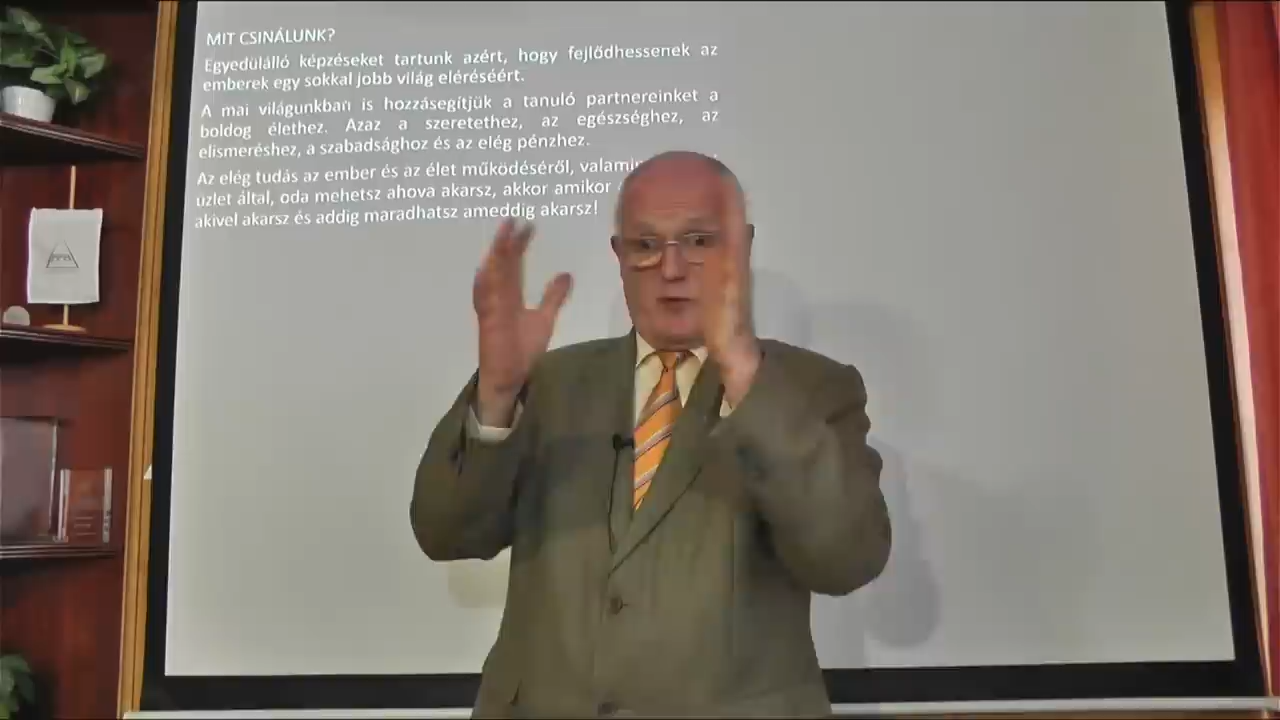 MIT CSINÁLUNK?
Egyedülálló képzéseket tartunk azért, hogy fejlődhessenek az
emberek egy sokkal jobb világ eléréséért.
A mai világunkban is hozzásegítjük a tanuló partnereinket a
boldog élethez. Azaz a szeretethez, az egészséghez, az
elismeréshez, a szabadsághoz és az elég pénzhez.
Az elég tudás az ember és az élet működéséről,
üzlet által, oda mehetsz ahova akarsz, akkor amikor
akivel akarsz és addig maradhatsz ameddig akarsz!